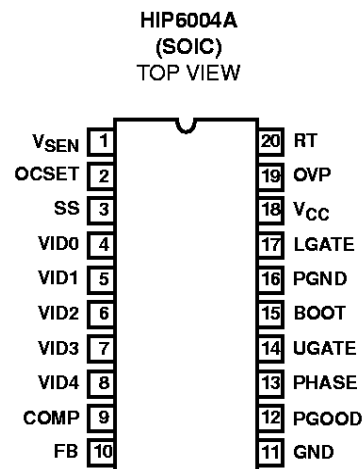 HIP6004A
(SOIC)
TOP VIEW
VSEN 1 20 RT
OCSET 2 19 OVP
SS 3 18 VCC
VID0 4 17 LGATE
VID1 5 16 PGND
VID2 6 15 BOOT
VID3 7 14 UGATE
VID4 8 13 PHASE
COMP 9 12 PGOOD
FB 10 11 GND